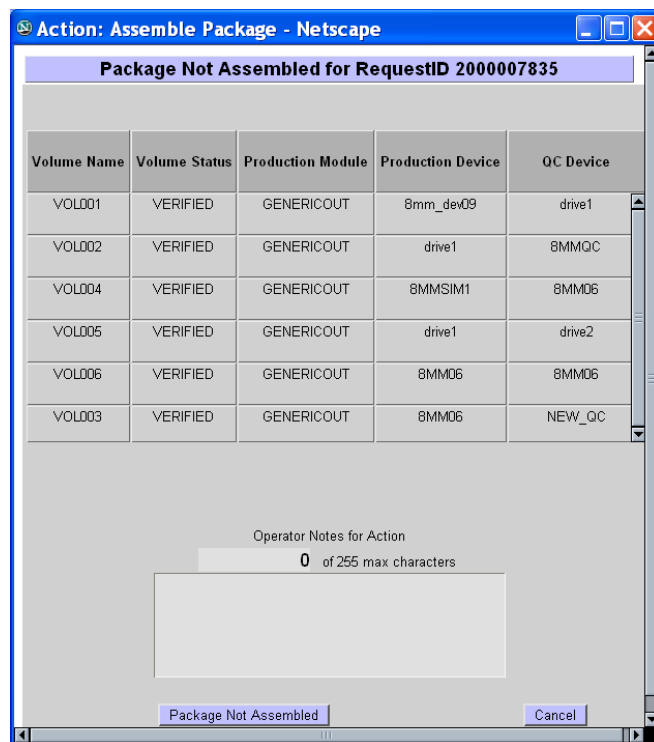 Action: Assemble Package - Netscape
Package Not Assembled for RequestID 2000007835
Volume Name Volume Status Production Module Production Device QC Device
VOL001 VERIFIED GENERICOUT 8mm_dev09 drive1
VOL002 VERIFIED GENERICOUT drive1 8MMQC
VOL004 VERIFIED GENERICOUT 8MMSIM1 8MM06
VOL005 VERIFIED GENERICOUT drive1 drive2
VOL006 VERIFIED GENERICOUT 8MM06 8MM06
VOL003 VERIFIED GENERICOUT 8MM06 NEW_QC
Operator Notes for Action
0 of 255 max characters
Package Not Assembled Cancel